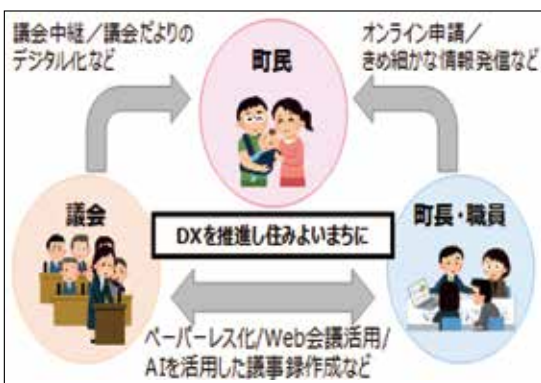 議会中継／議会だよりの
デジタル化など
オンライン申請／
きめ細かな情報発信など
町民
議会
町長・職員
DXを推進し住みよいまちに
ペーパーレス化/Web会議活用/
AIを活用した議事録作成など